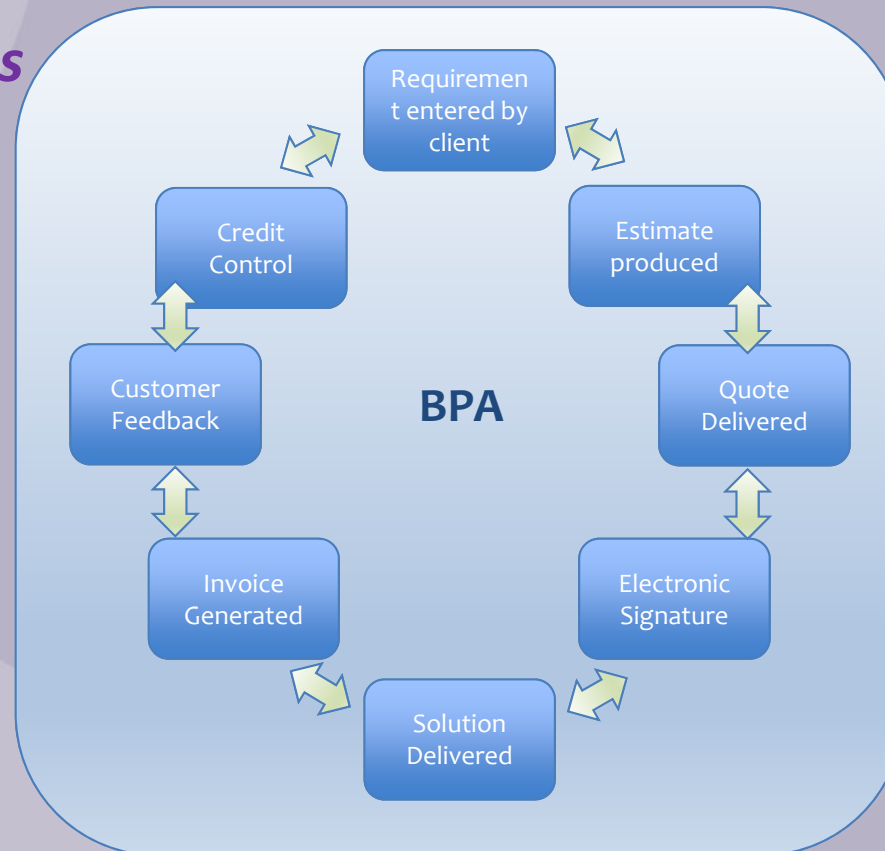 s
Requiremen
t entered by
client
Credit
Control
Estimate
produced
Customer
Feedback
BPA
Quote
Delivered
Invoice
Generated
Electronic
Signature
Solution
Delivered